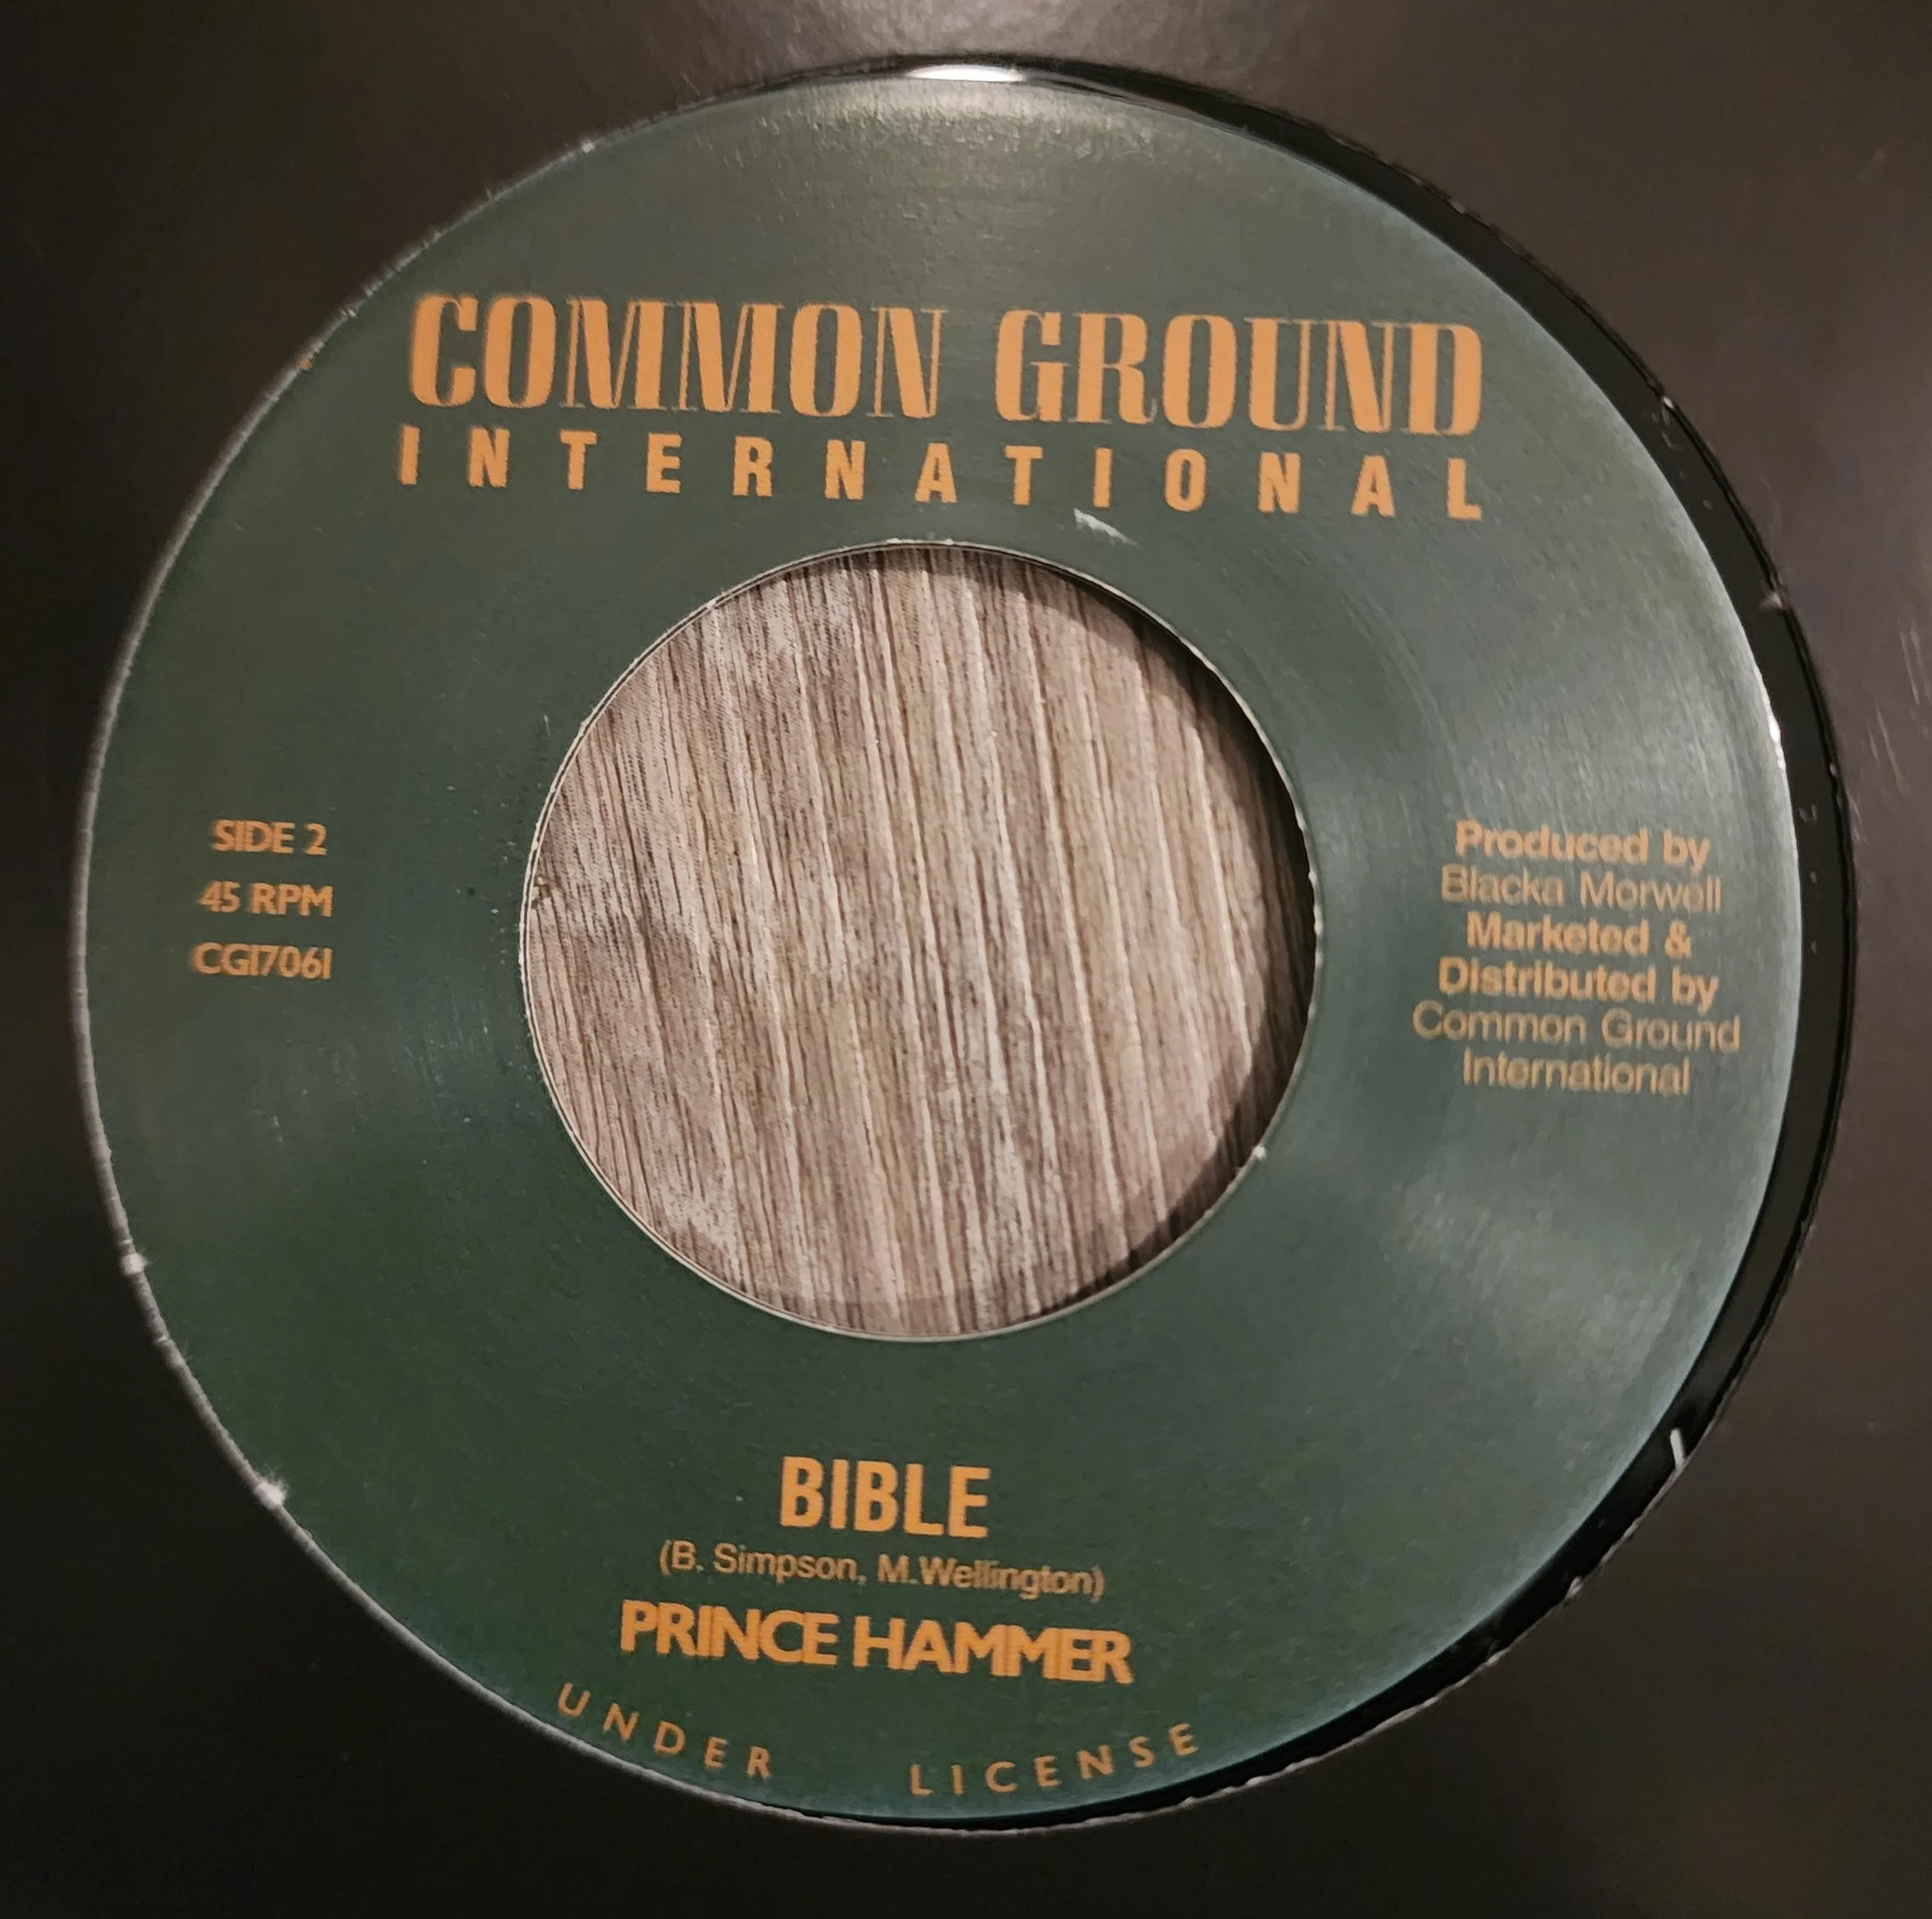 COMMON GROUND
INTERNATIONAL
SIDE 2
45 RPM
CGI7061
Produced by
Blacka Morwell
Marketed &
Distributed by
Common Ground
International
BIBLE
(B. Simpson, M.Wellington)
PRINCE HAMMER
UNDER LICENSE